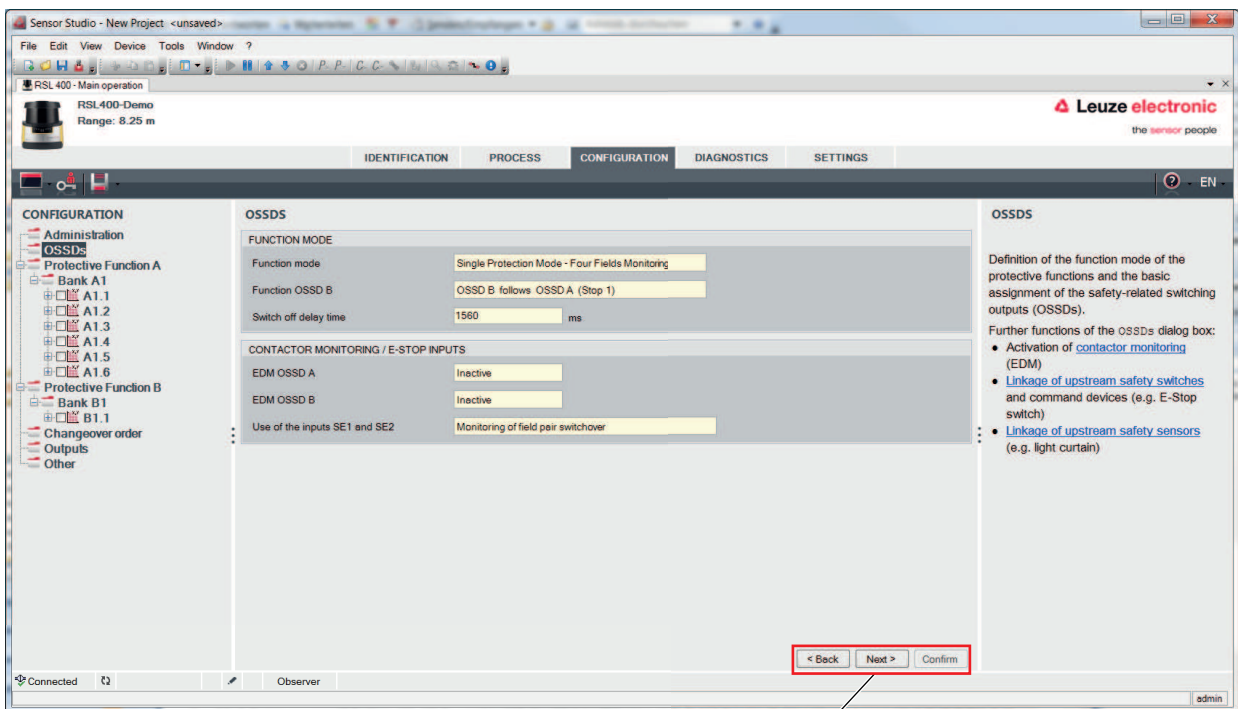 Sensor Studio - New Project <unsaved>
File Edit View Device Tools Window ?
P.. P.. C.. C..
RSL 400 - Main operation
RSL400-Demo
Range: 8.25 m
Leuze electronic
the sensor people
IDENTIFICATION PROCESS CONFIGURATION DIAGNOSTICS SETTINGS
EN
CONFIGURATION
Administration
OSSDs
Protective Function A
Bank A1
A1.1
A1.2
A1.3
A1.4
A1.5
A1.6
Protective Function B
Bank B1
B1.1
Changeover order
Outputs
Other
OSSDS
FUNCTION MODE
Function mode Single Protection Mode - Four Fields Monitoring
Function OSSD B OSSD B follows OSSD A (Stop 1)
Switch off delay time 1560 ms
CONTACTOR MONITORING / E-STOP INPUTS
EDM OSSD A Inactive
EDM OSSD B Inactive
Use of the inputs SE1 and SE2 Monitoring of field pair switchover
< Back Next > Confirm
OSSDS
Definition of the function mode of the
protective functions and the basic
assignment of the safety-related switching
outputs (OSSDs).
Further functions of the OSSDs dialog box:
• Activation of contactor monitoring
(EDM)
• Linkage of upstream safety switches
and command devices (e.g. E-Stop
switch)
• Linkage of upstream safety sensors
(e.g. light curtain)
Connected Observer
admin